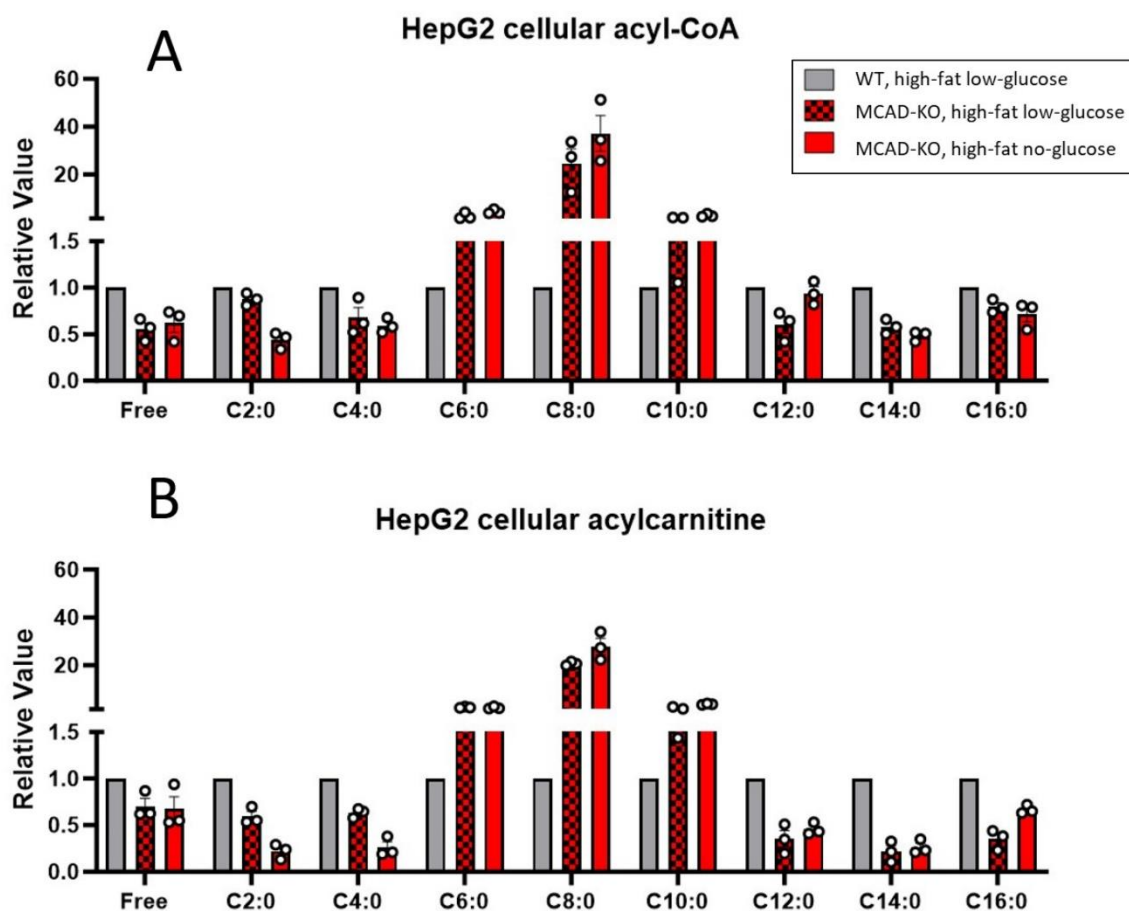 A
HepG2 cellular acyl-CoA
WT, high-fat low-glucose
MCAD-KO, high-fat low-glucose
MCAD-KO, high-fat no-glucose
Relative Value
60
40
20
1.5
1.0
0.5
0.0
Free C2:0 C4:0 C6:0 C8:0 C10:0 C12:0 C14:0 C16:0
B
HepG2 cellular acylcarnitine
Relative Value
60
40
20
1.5
1.0
0.5
0.0
Free C2:0 C4:0 C6:0 C8:0 C10:0 C12:0 C14:0 C16:0